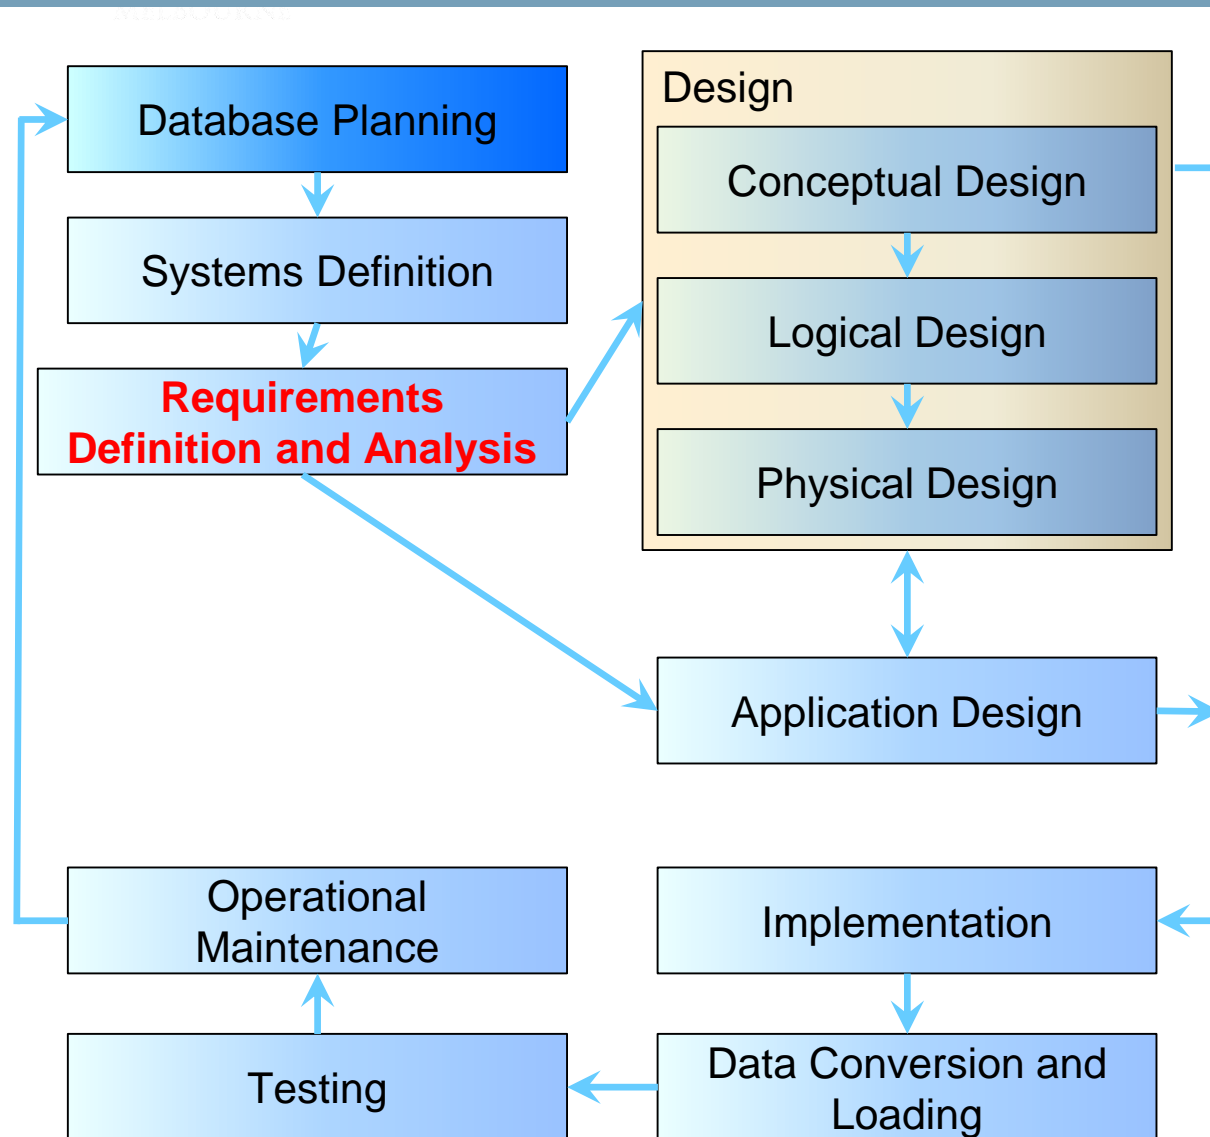 Database Planning
Systems Definition
Requirements
Definition and Analysis
Design
Conceptual Design
Logical Design
Physical Design
Application Design
Operational
Maintenance
Implementation
Testing
Data Conversion and
Loading